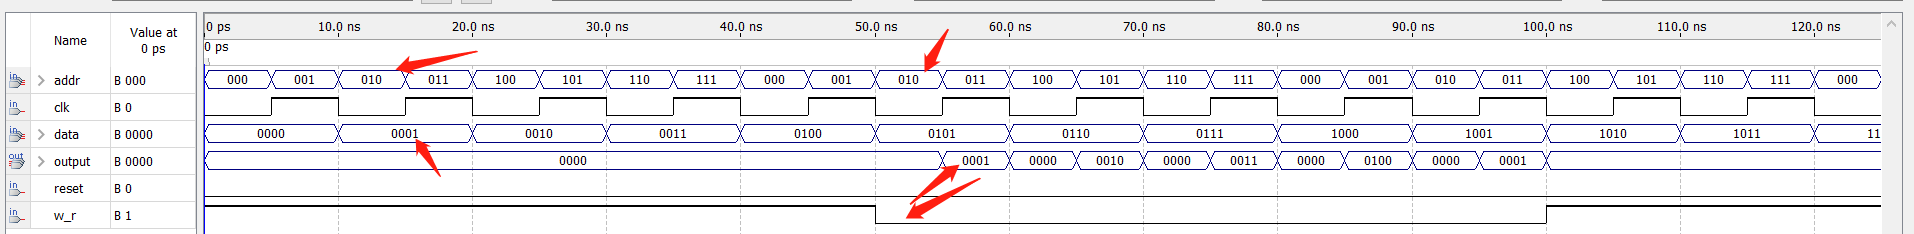 Name Value at 0 ps 0 ps 10.0 ns 20.0 ns 30.0 ns 40.0 ns 50.0 ns 60.0 ns 70.0 ns 80.0 ns 90.0 ns 100.0 ns 110.0 ns 120.0 ns
0 ps
addr B 000 000 001 010 011 100 101 110 111 000 001 010 011 100 101 110 111 000 001 010 011 100 101 110 111 000
clk B 0
data B 0000 0000 0001 0010 0011 0100 0101 0110 0111 1000 1001 1010 1011 11
output B 0000 0000 0001 0000 0010 0000 0011 0000 0100 0000 0001
reset B 0
w_r B 1